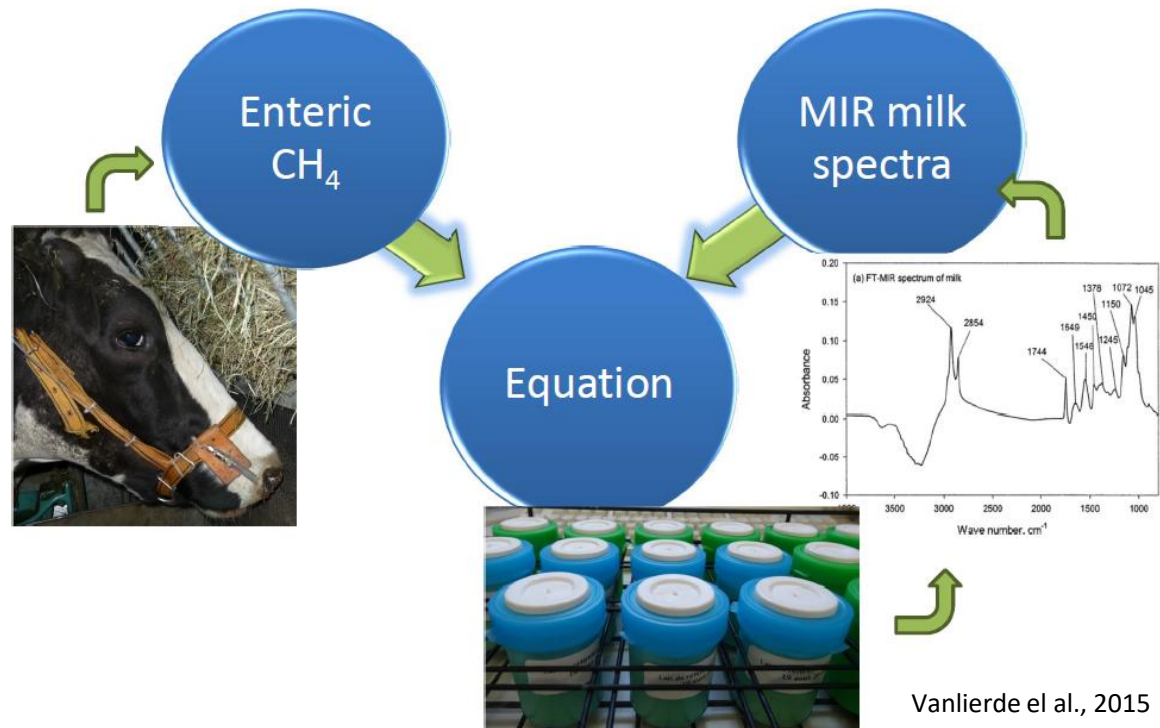 Enteric
CH₄
MIR milk
spectra
Equation
(a) FT-MIR spectrum of milk
0.20
0.15
0.10
0.05
0.00
-0.05
-0.10
Absorbance
2924
2854
1744
1649
1548
1450
1378
1245
1150
1072
1045
3500
3000
2500
2000
1500
1000
Wave number, cm⁻¹
Vanlierde el al., 2015